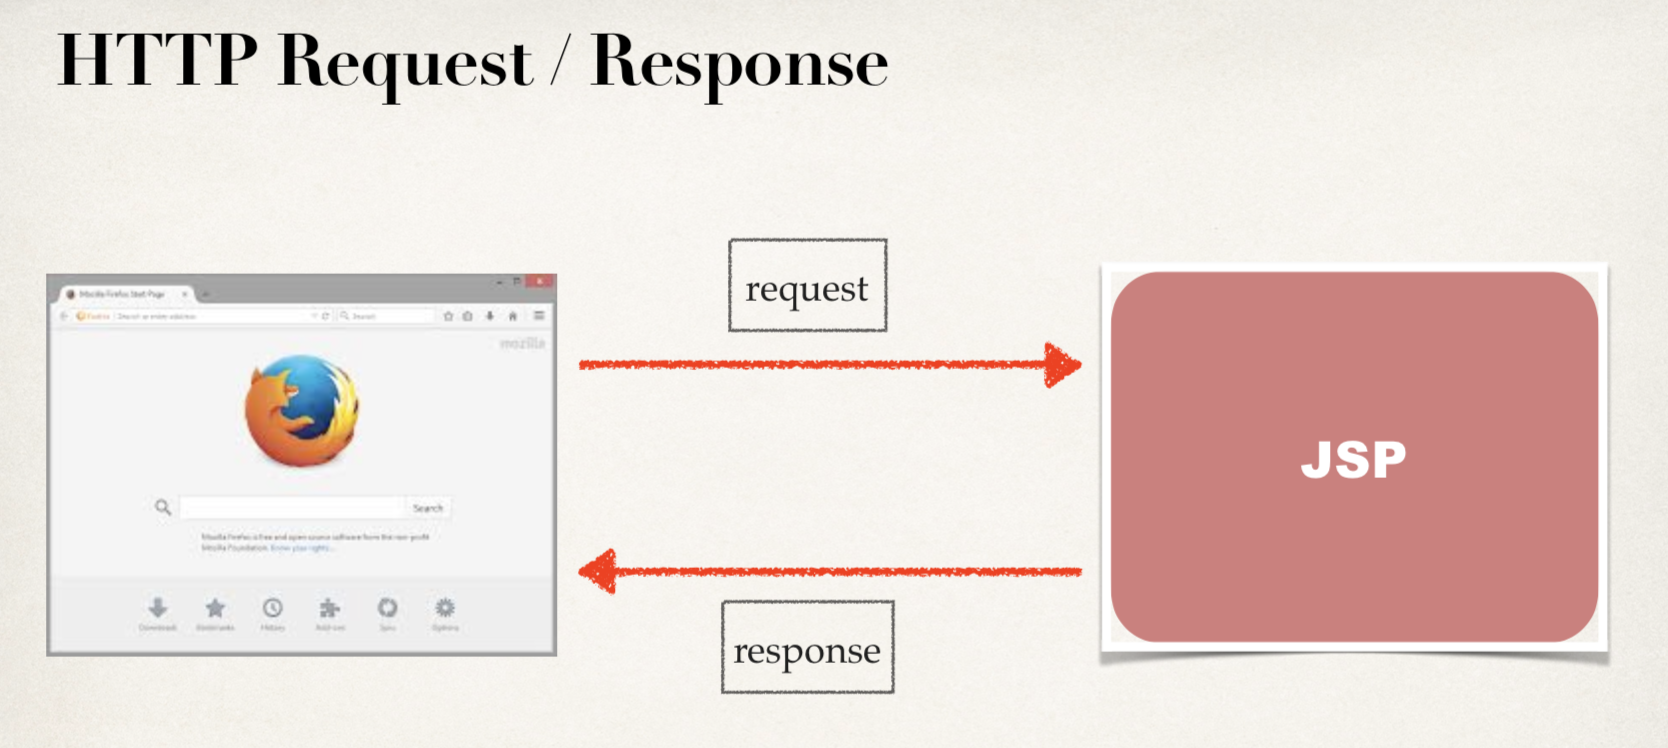 HTTP Request / Response
request
Mozilla Firefox Start Page
Search or enter address
Search
mozilla
JSP
Search
Mozilla Firefox is free and open source software from the non-profit
Mozilla Foundation. Know your rights...
Downloads Bookmarks History Add-ons Sync Options
response